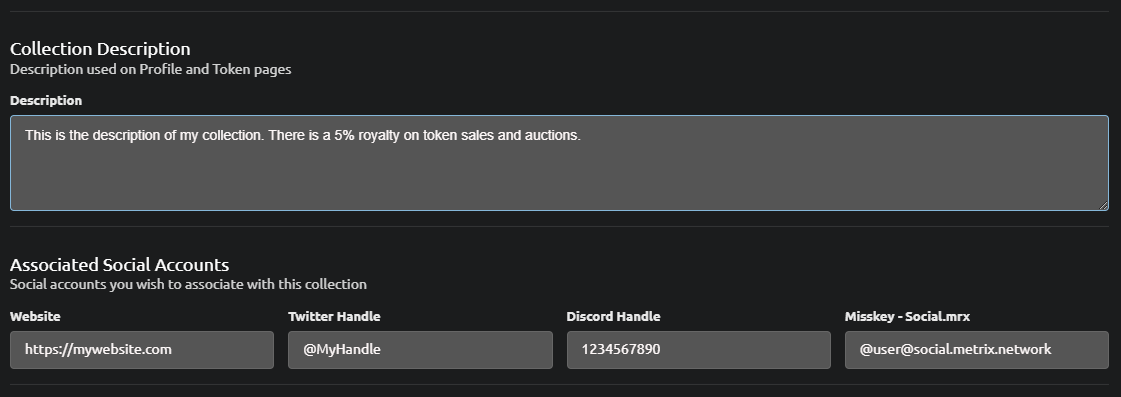 Collection Description
Description used on Profile and Token pages
Description
This is the description of my collection. There is a 5% royalty on token sales and auctions.
Associated Social Accounts
Social accounts you wish to associate with this collection
Website Twitter Handle Discord Handle Misskey - Social.mrx
https://mywebsite.com @MyHandle 1234567890 @user@social.metrix.network